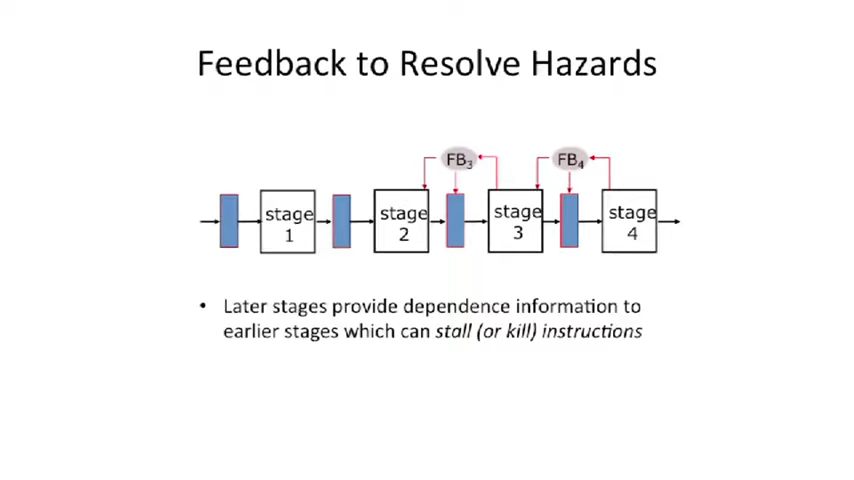 Feedback to Resolve Hazards
FB3
FB4
stage
1
stage
2
stage
3
stage
4
• Later stages provide dependence information to
earlier stages which can stall (or kill) instructions